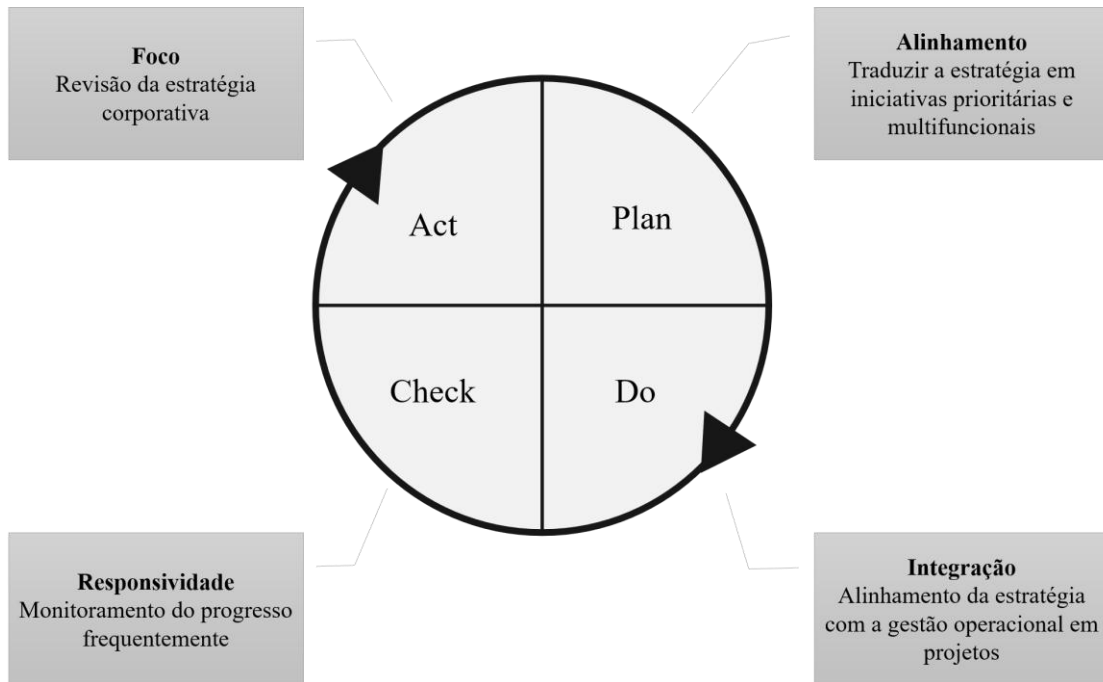 Foco
Revisão da estratégia
corporativa
Alinhamento
Traduzir a estratégia em
iniciativas prioritárias e
multifuncionais
Act
Plan
Check
Do
Responsividade
Monitoramento do progresso
frequentemente
Integração
Alinhamento da estratégia
com a gestão operacional em
projetos